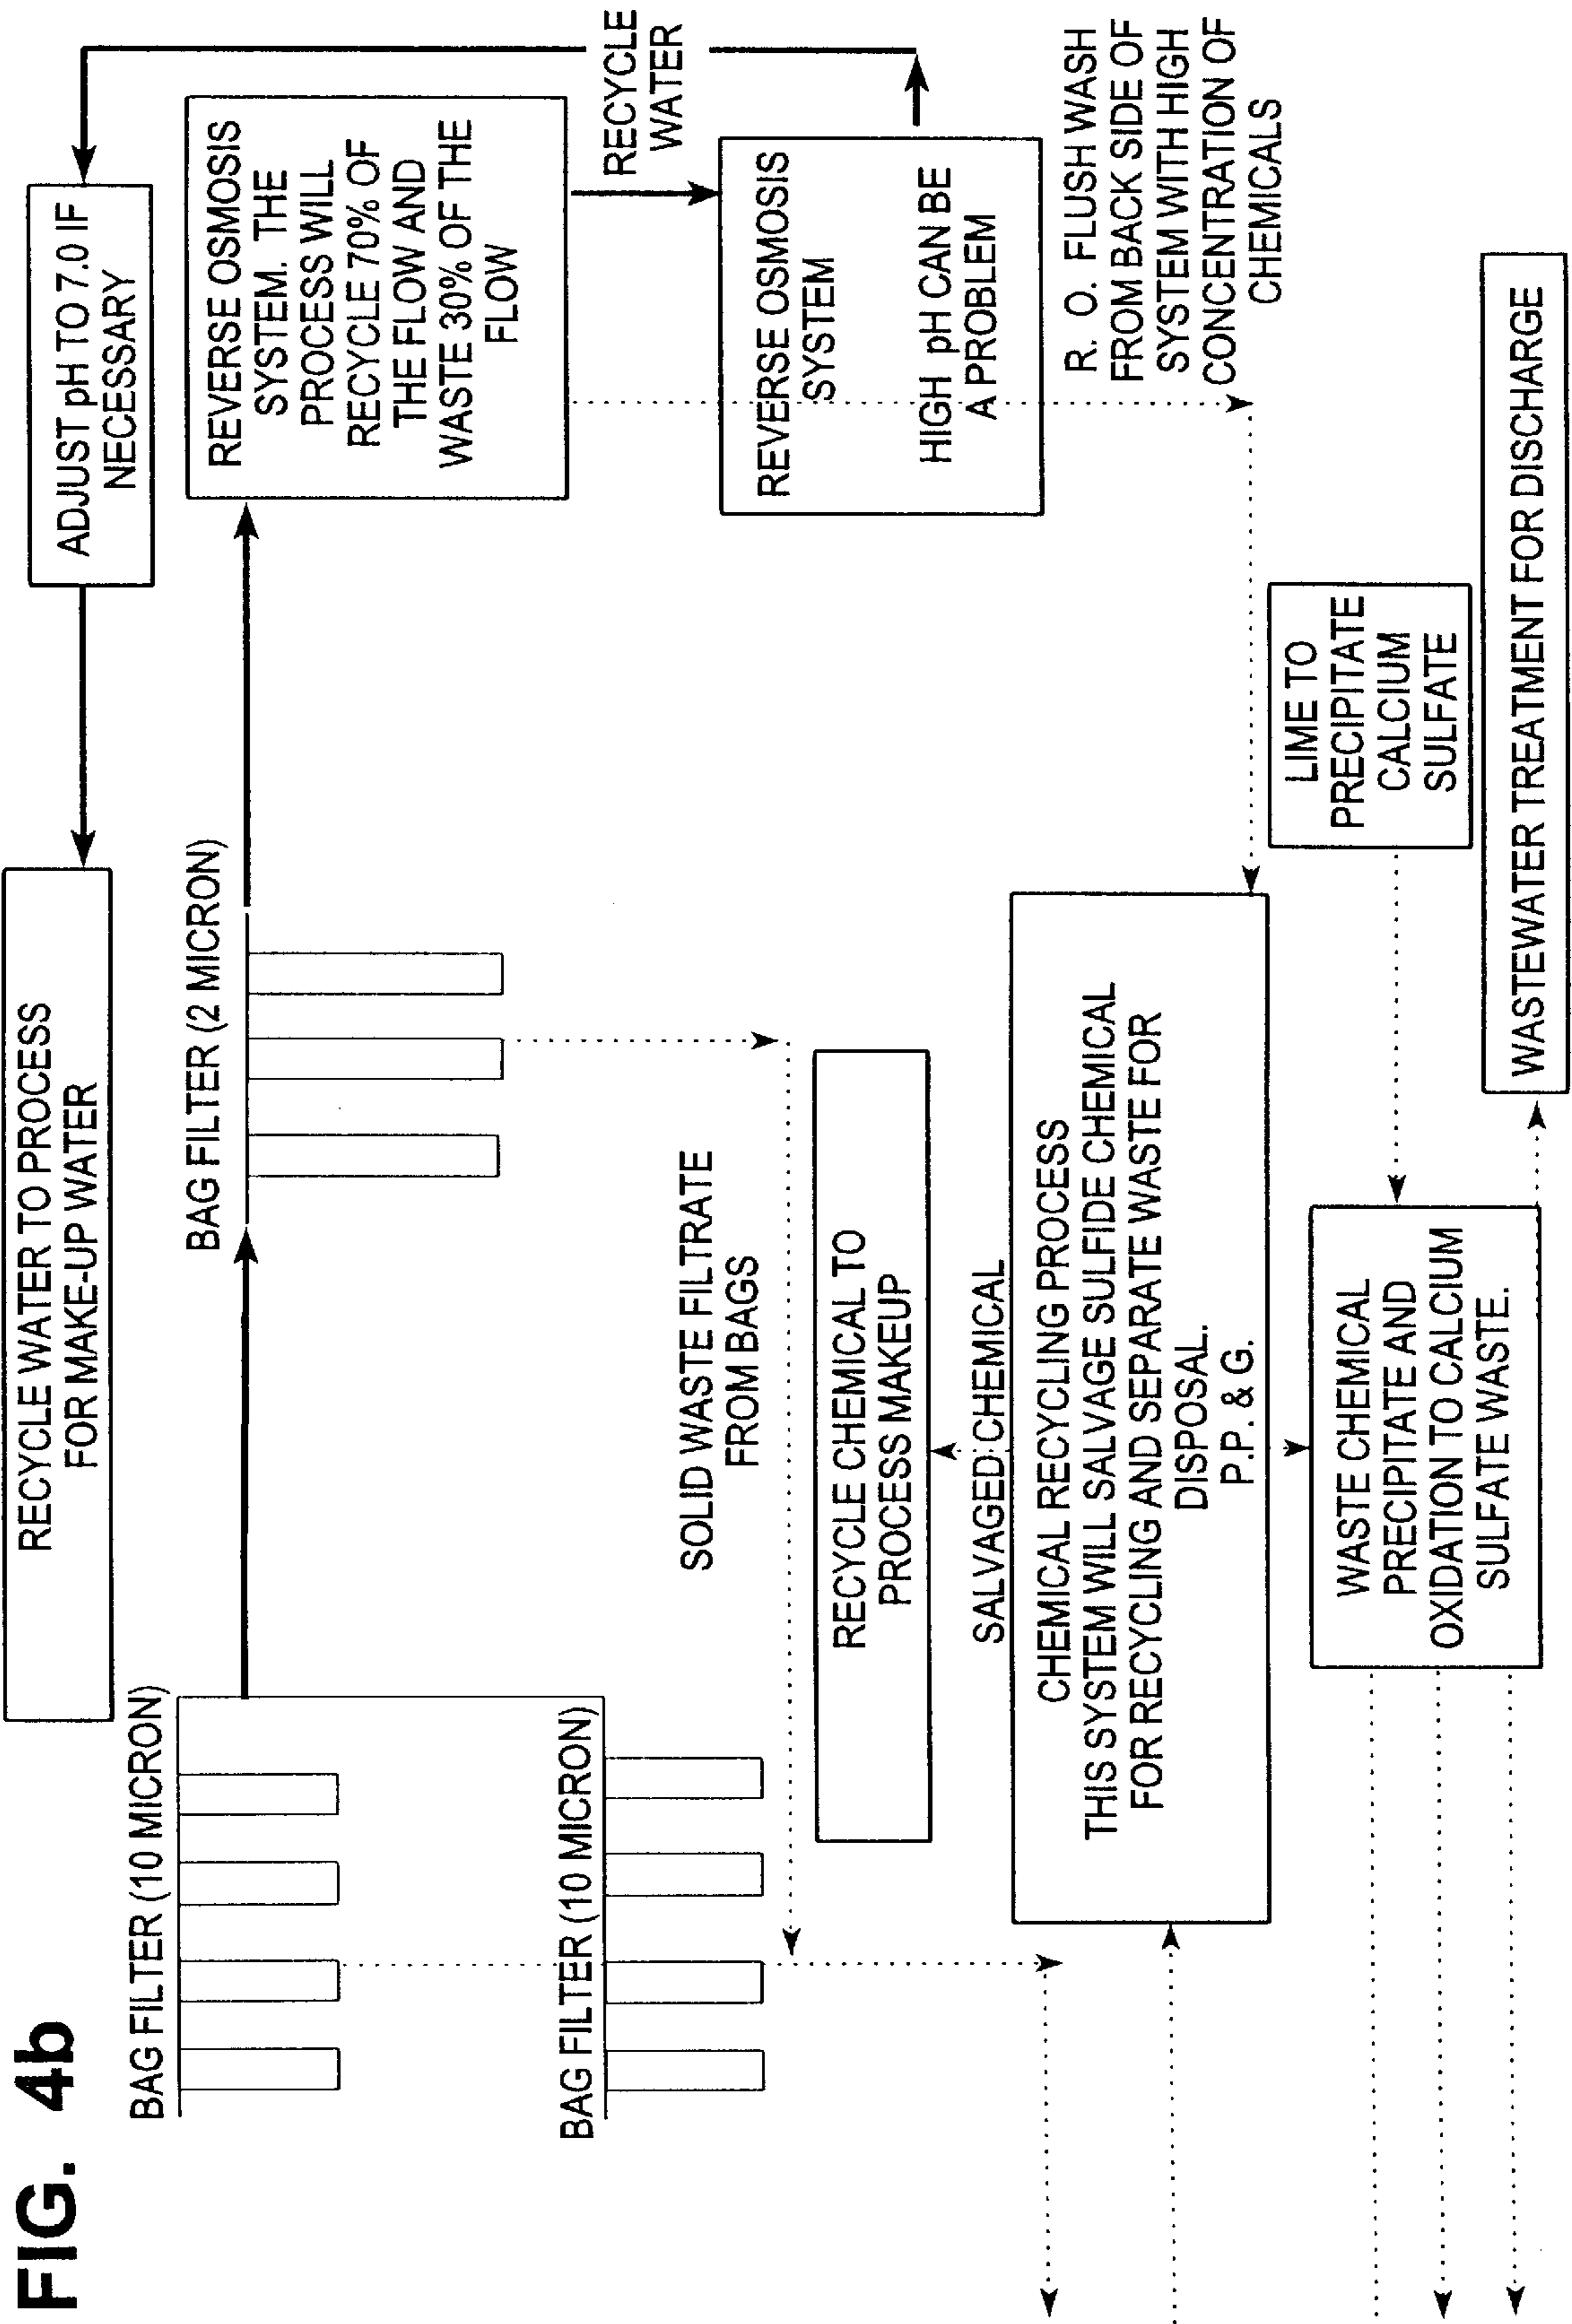 FIG. 4b
RECYCLE WATER TO PROCESS
FOR MAKE-UP WATER
ADJUST pH TO 7.0 IF
NECESSARY
BAG FILTER (10 MICRON)
BAG FILTER (2 MICRON)
REVERSE OSMOSIS
SYSTEM. THE
PROCESS WILL
RECYCLE 70% OF
THE FLOW AND
WASTE 30% OF THE
FLOW
RECYCLE
WATER
BAG FILTER (10 MICRON)
SOLID WASTE FILTRATE
FROM BAGS
REVERSE OSMOSIS
SYSTEM
HIGH pH CAN BE
A PROBLEM
RECYCLE CHEMICAL TO
PROCESS MAKEUP
SALVAGED CHEMICAL
R. O. FLUSH WASH
FROM BACK SIDE OF
SYSTEM WITH HIGH
CONCENTRATION OF
CHEMICALS
CHEMICAL RECYCLING PROCESS
THIS SYSTEM WILL SALVAGE SULFIDE CHEMICAL
FOR RECYCLING AND SEPARATE WASTE FOR
DISPOSAL.
P.P. & G.
LIME TO
PRECIPITATE
CALCIUM
SULFATE
WASTE CHEMICAL
PRECIPITATE AND
OXIDATION TO CALCIUM
SULFATE WASTE.
WASTEWATER TREATMENT FOR DISCHARGE